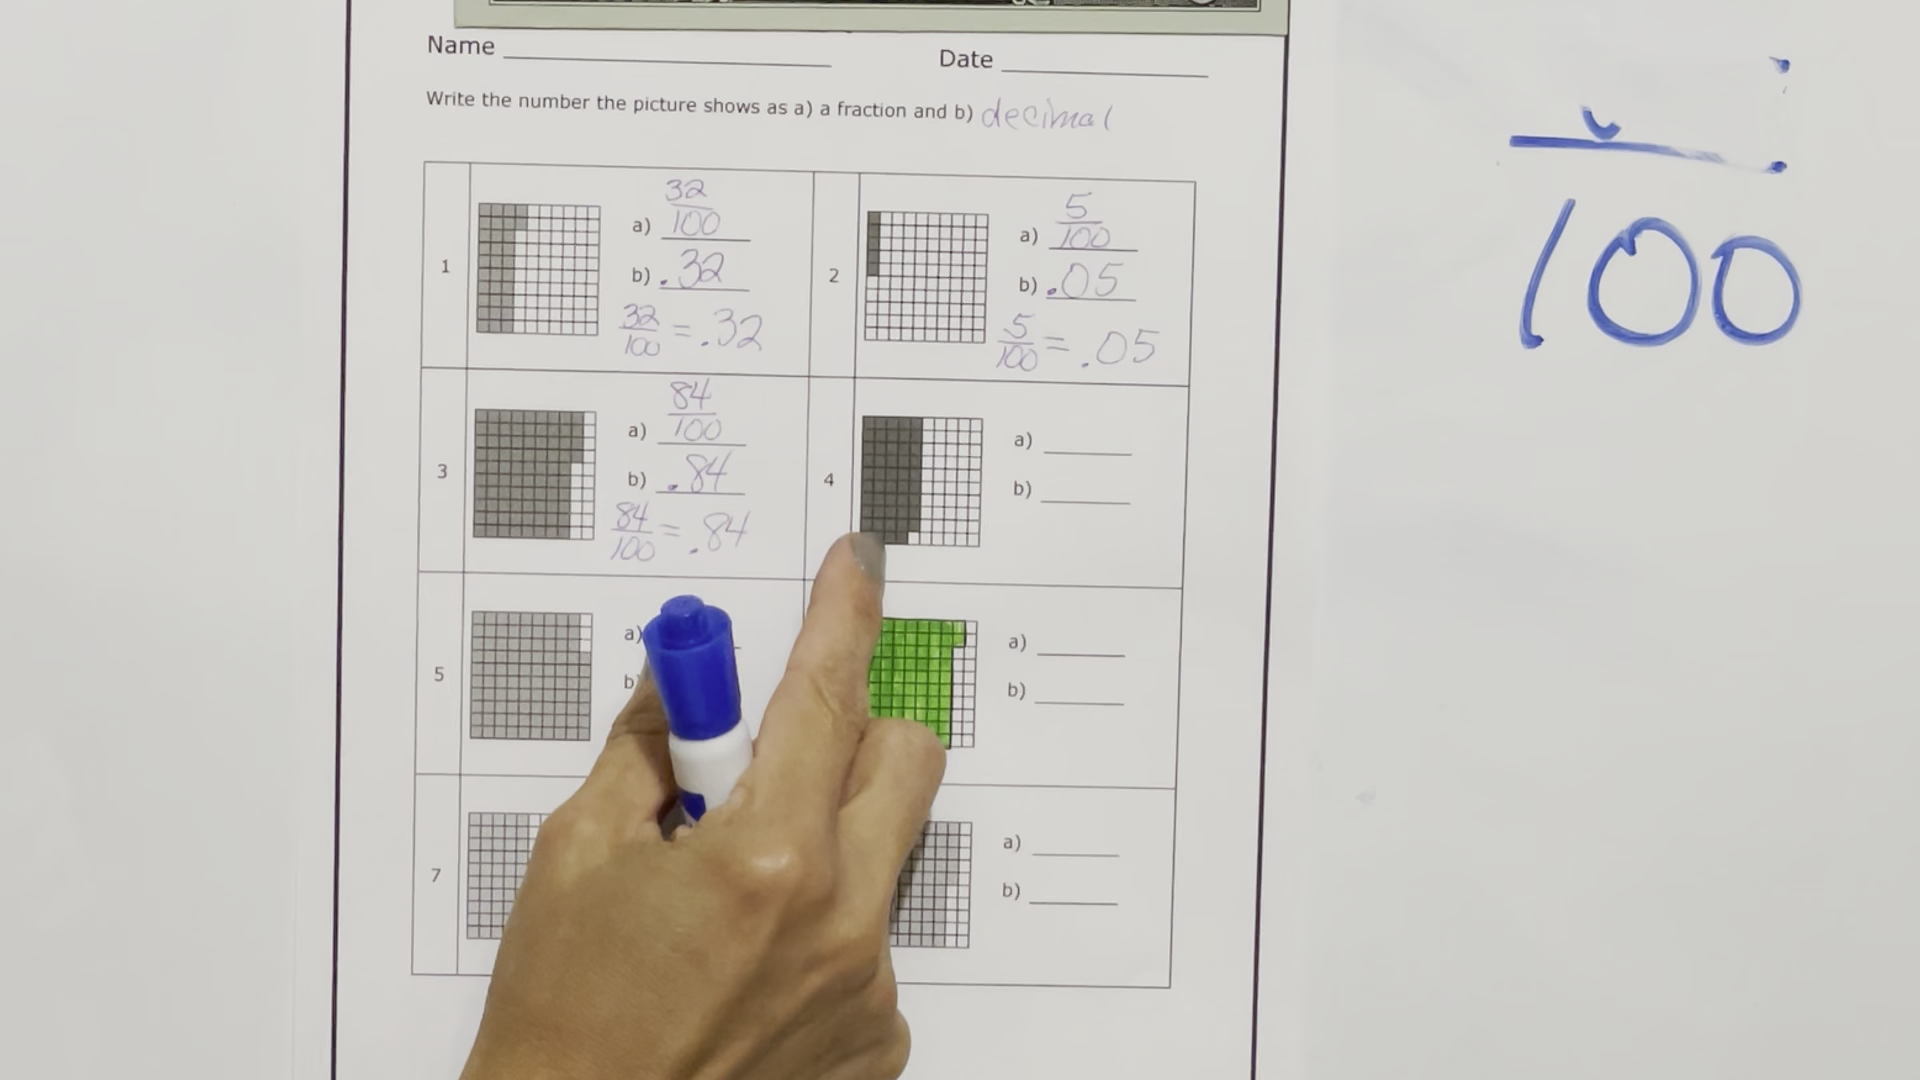 Name Date
Write the number the picture shows as a) a fraction and b) decimal
1
a) 32/100
b) .32
32/100 = .32
2
a) 5/100
b) .05
5/100 = .05
3
a) 84/100
b) .84
84/100 = .84
4
a)
b)
5
a)
b)
a)
b)
7
a)
b)
100